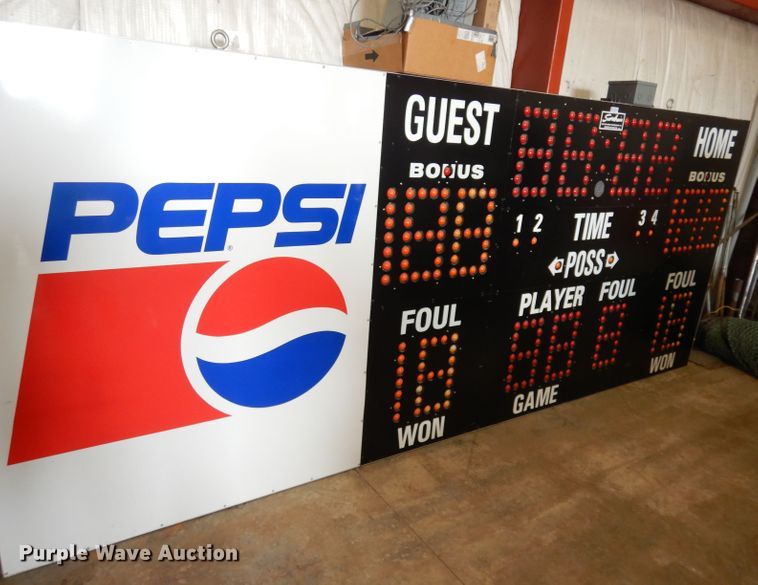 PEPSI
®
GUEST
HOME
BONUS
BONUS
1 2
TIME
3 4
POSS
FOUL
PLAYER
FOUL
FOUL
WON
GAME
WON
Purple Wave Auction